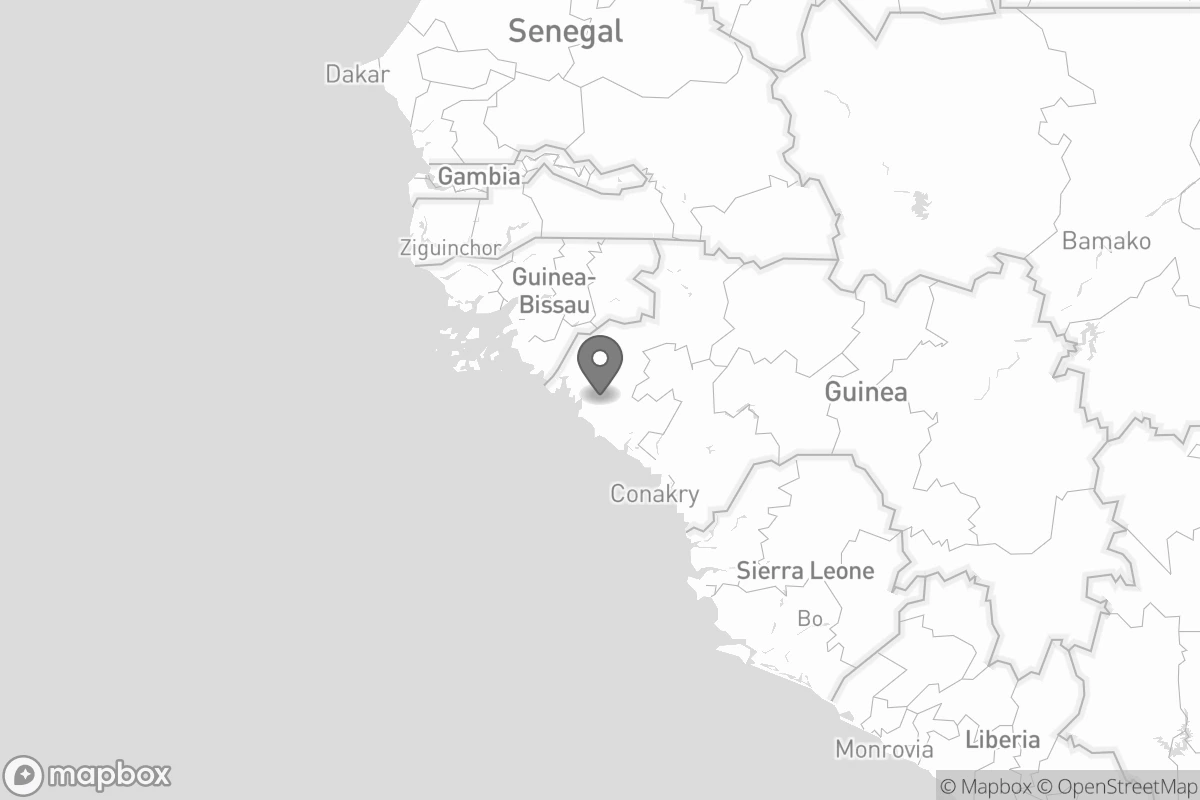 Senegal
Dakar
Gambia
Ziguinchor
Bamako
Guinea-
Bissau
Guinea
Conakry
Sierra Leone
Bo
Monrovia
Liberia
mapbox
© Mapbox © OpenStreetMap